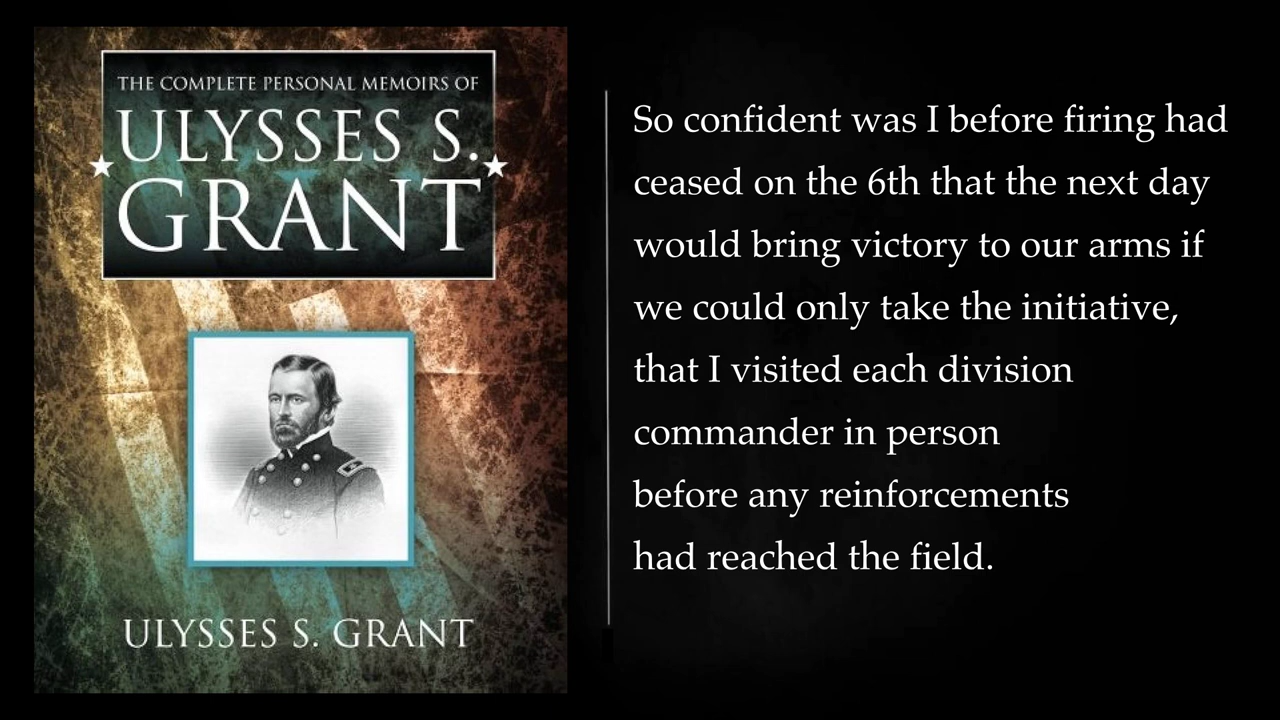 THE COMPLETE PERSONAL MEMOIRS OF
ULYSSES S.
GRANT
ULYSSES S. GRANT
So confident was I before firing had
ceased on the 6th that the next day
would bring victory to our arms if
we could only take the initiative,
that I visited each division
commander in person
before any reinforcements
had reached the field.